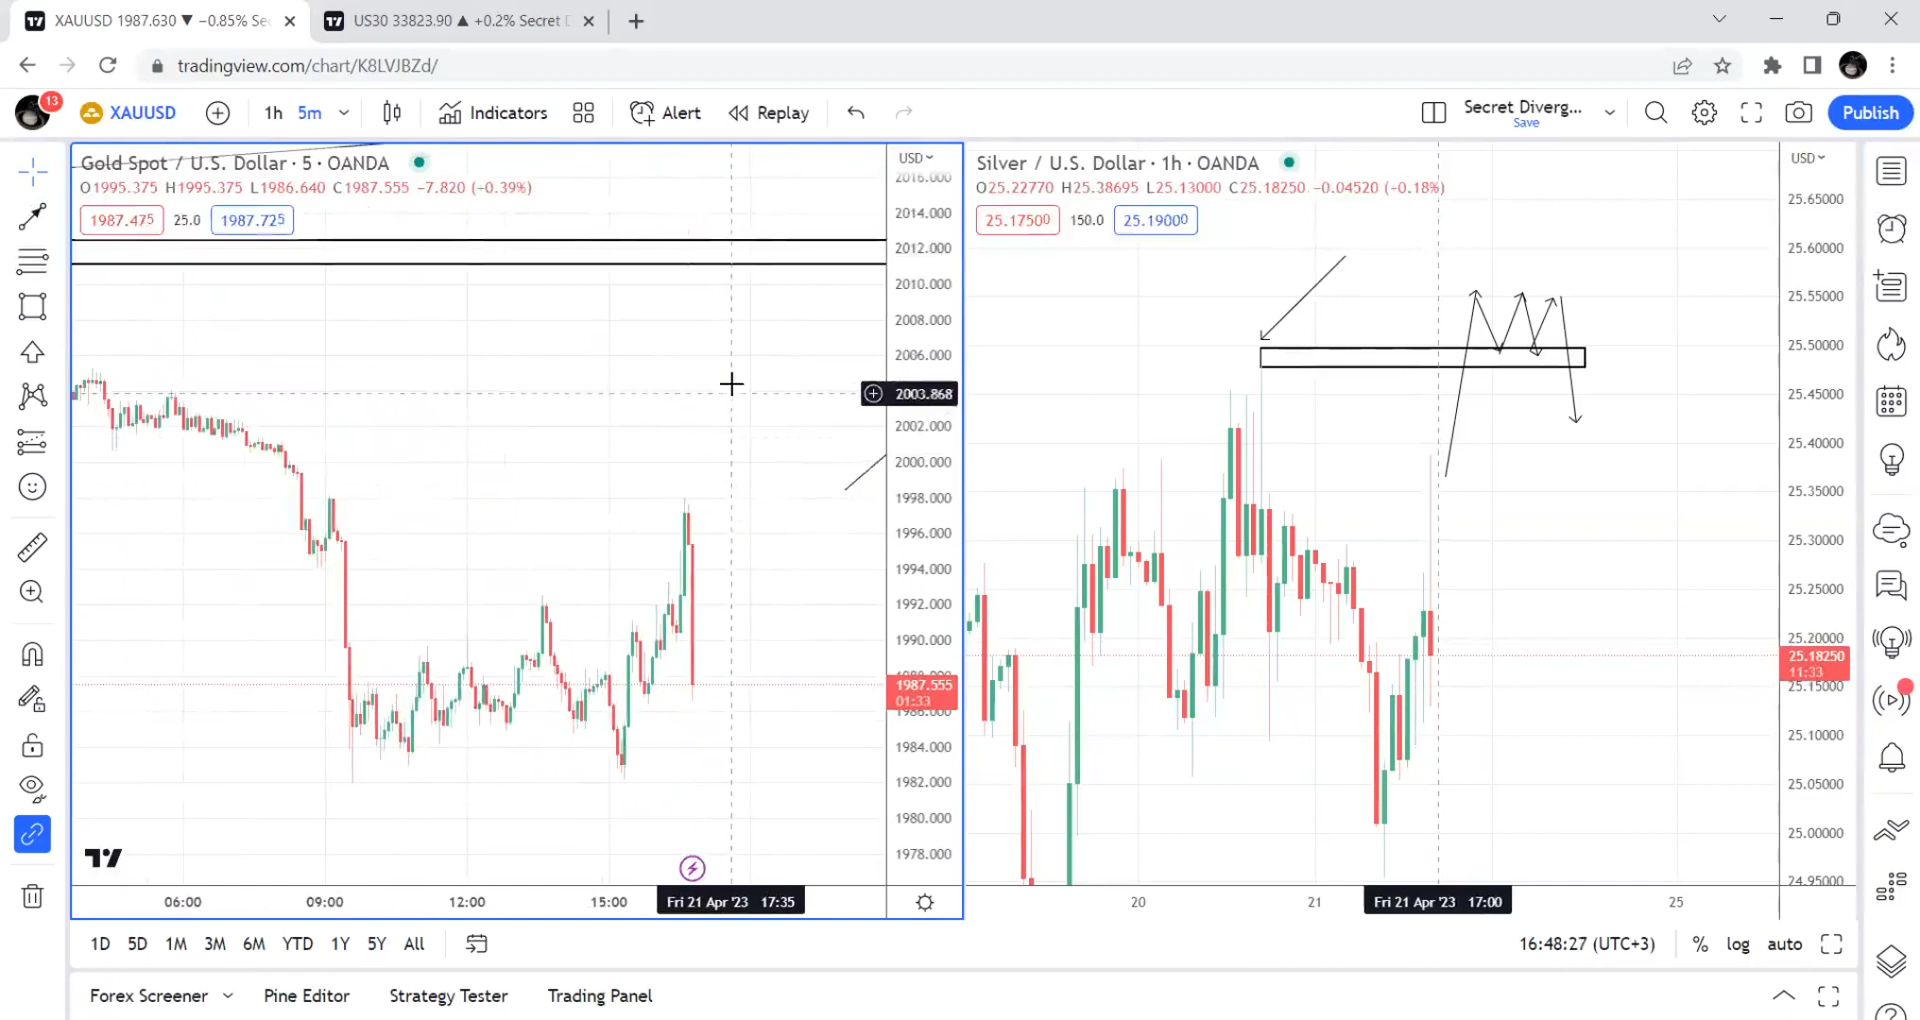 XAUUSD 1987.630 ▼ −0.85% Se
US30 33823.90 ▲ +0.2% Secret
tradingview.com/chart/K8LVJBZd/
13
XAUUSD
1h 5m
Indicators
Alert
Replay
Secret Diverg...
Save
Publish
Gold Spot / U.S. Dollar · 5 · OANDA
O1995.375 H1995.375 L1986.640 C1987.555 −7.820 (−0.39%)
1987.475 25.0 1987.725
USD
2016.000
2014.000
2012.000
2010.000
2008.000
2006.000
2003.868
2002.000
2000.000
1998.000
1996.000
1994.000
1992.000
1990.000
1987.555
01:33
1986.000
1984.000
1982.000
1980.000
1978.000
06:00 09:00 12:00 15:00 Fri 21 Apr '23 17:35
Silver / U.S. Dollar · 1h · OANDA
O25.22770 H25.38695 L25.13000 C25.18250 −0.04520 (−0.18%)
25.17500 150.0 25.19000
USD
25.65000
25.60000
25.55000
25.50000
25.45000
25.40000
25.35000
25.30000
25.25000
25.20000
25.18250
11:33
25.15000
25.10000
25.05000
25.00000
24.95000
20 21 Fri 21 Apr '23 17:00 25
1D 5D 1M 3M 6M YTD 1Y 5Y All
16:48:27 (UTC+3) % log auto
Forex Screener Pine Editor Strategy Tester Trading Panel